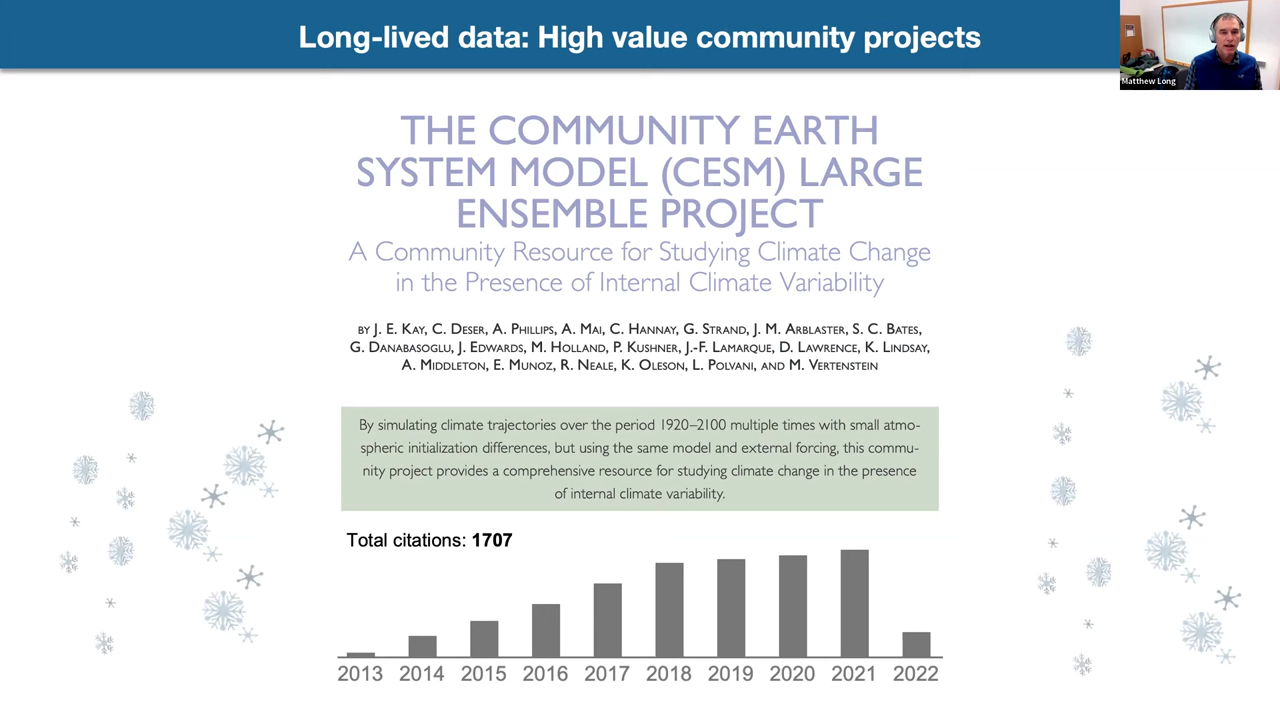 Long-lived data: High value community projects
Matthew Long
THE COMMUNITY EARTH
SYSTEM MODEL (CESM) LARGE
ENSEMBLE PROJECT
A Community Resource for Studying Climate Change
in the Presence of Internal Climate Variability
BY J. E. KAY, C. DESER, A. PHILLIPS, A. MAI, C. HANNAY, G. STRAND, J. M. ARBLASTER, S. C. BATES,
G. DANABASOGLU, J. EDWARDS, M. HOLLAND, P. KUSHNER, J.-F. LAMARQUE, D. LAWRENCE, K. LINDSAY,
A. MIDDLETON, E. MUNOZ, R. NEALE, K. OLESON, L. POLVANI, AND M. VERTENSTEIN
By simulating climate trajectories over the period 1920–2100 multiple times with small atmo-
spheric initialization differences, but using the same model and external forcing, this commu-
nity project provides a comprehensive resource for studying climate change in the presence
of internal climate variability.
Total citations: 1707
2013 2014 2015 2016 2017 2018 2019 2020 2021 2022